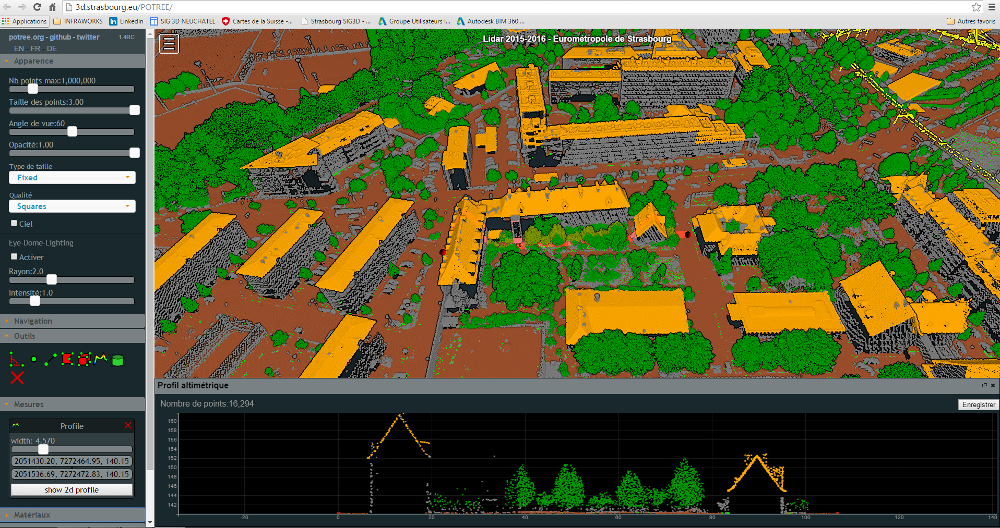 3d.strasbourg.eu/POTREE/
Applications INFRAWORKS LinkedIn SIG 3D NEUCHATEL Cartes de la Suisse -... Strasbourg SIG3D - ... Groupe Utilisateurs I... Autodesk BIM 360 ... Autres favoris
potree.org - github - twitter 1.4RC
EN - FR - DE
Apparence
Nb points max:1,000,000
Taille des points:3.00
Angle de vue:60
Opacité:1.00
Type de taille
Fixed
Qualité
Squares
Ciel
Eye-Dome-Lighting
Activer
Rayon:2.0
Intensité:1.0
Navigation
Outils
Mesures
Profile
width: 4.570
2051430.20, 7272464.95, 140.15
2051536.69, 7272472.83, 140.15
show 2d profile
Matériaux
Lidar 2015-2016 - Eurométropole de Strasbourg
Profil altimétrique
Nombre de points:16,294
Enregistrer
160
158
156
154
152
150
148
146
144
142
-20 0 20 40 60 80 100 120 140